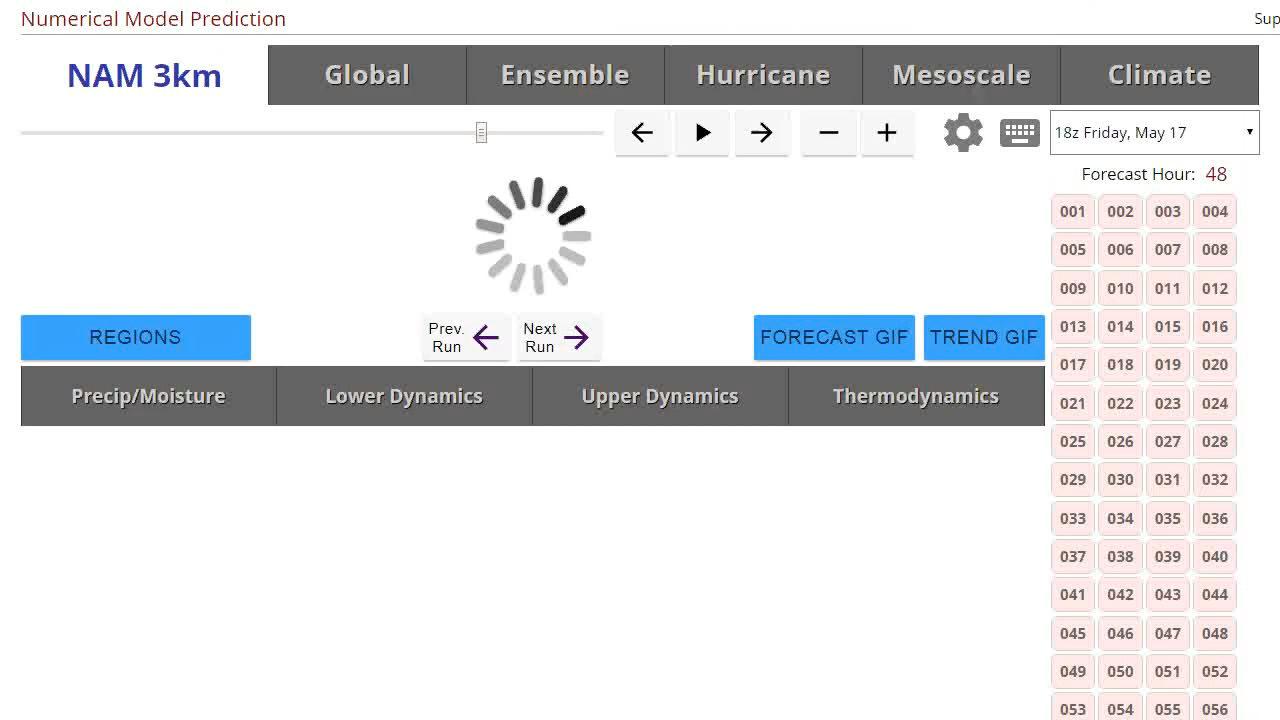 Numerical Model Prediction
Sup
NAM 3km Global Ensemble Hurricane Mesoscale Climate
18z Friday, May 17
Forecast Hour: 48
001 002 003 004
005 006 007 008
009 010 011 012
013 014 015 016
017 018 019 020
021 022 023 024
025 026 027 028
029 030 031 032
033 034 035 036
037 038 039 040
041 042 043 044
045 046 047 048
049 050 051 052
053 054 055 056
REGIONS
Prev.
Run
Next
Run
FORECAST GIF
TREND GIF
Precip/Moisture Lower Dynamics Upper Dynamics Thermodynamics